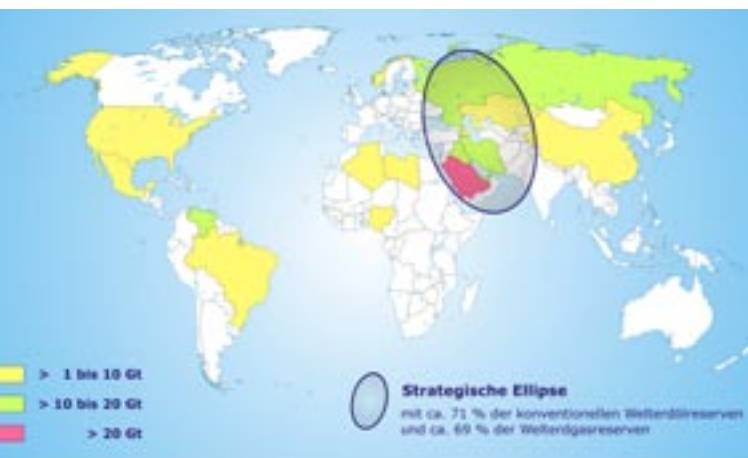 > 1 bis 10 Gt
> 10 bis 20 Gt
> 20 Gt
Strategische Ellipse
mit ca. 71 % der konventionellen Welterdölreserven
und ca. 69 % der Welterdgasreserven